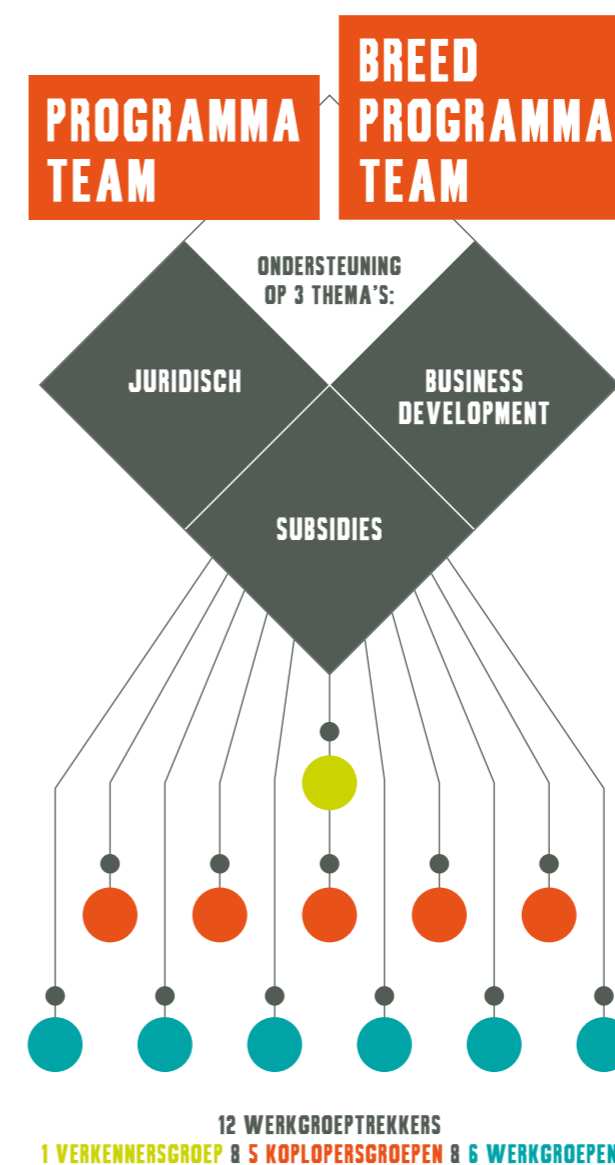 PROGRAMMA
TEAM
BREED
PROGRAMMA
TEAM
ONDERSTEUNING
OP 3 THEMA'S:
JURIDISCH
BUSINESS
DEVELOPMENT
SUBSIDIES
12 WERKGROEPTREKKERS
1 VERKENNERSGROEP & 5 KOPLOPERSGROEPEN & 6 WERKGROEPEN